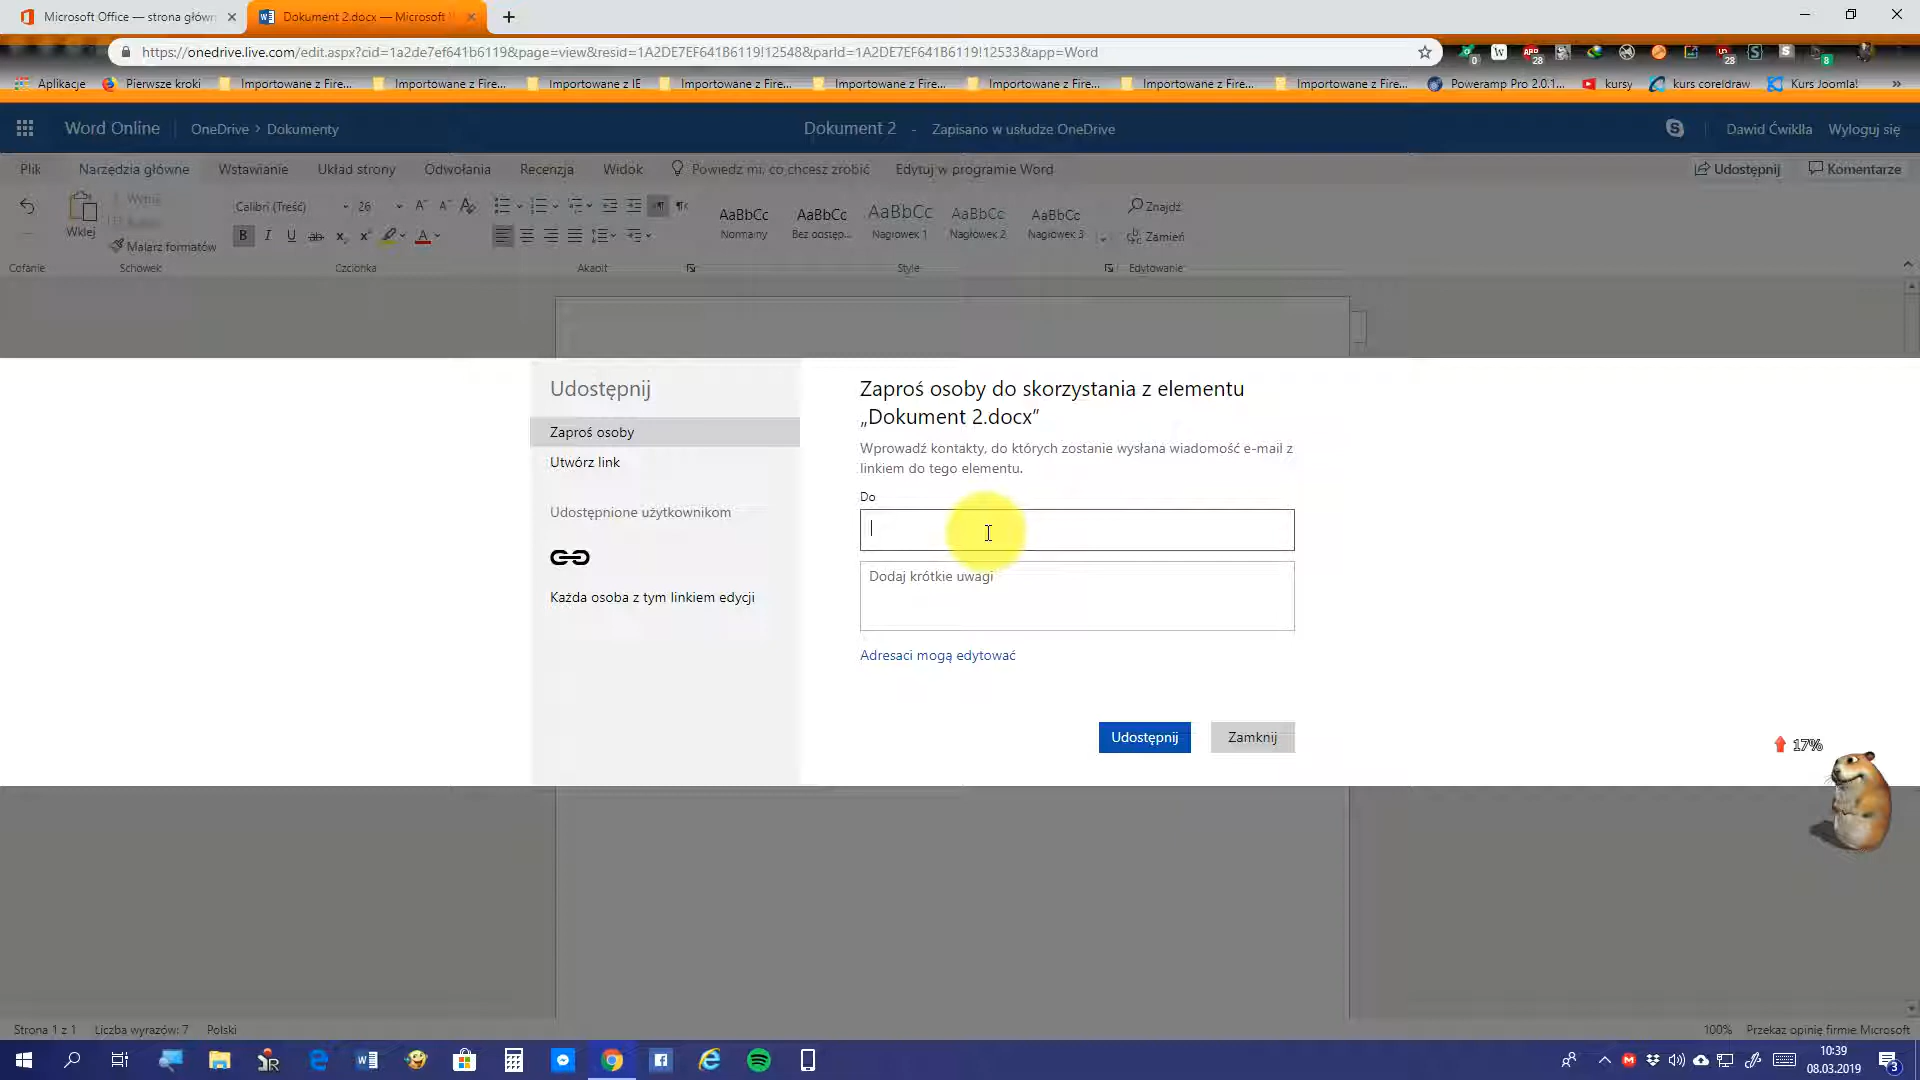 Microsoft Office — strona główn
Dokument 2.docx — Microsoft
https://onedrive.live.com/edit.aspx?cid=1a2de7ef641b6119&page=view&resid=1A2DE7EF641B6119!12548&parId=1A2DE7EF641B6119!12533&app=Word
0
28
28
8
Aplikacje
Pierwsze kroki
Importowane z Fire...
Importowane z Fire...
Importowane z IE
Importowane z Fire...
Importowane z Fire...
Importowane z Fire...
Importowane z Fire...
Importowane z Fire...
Poweramp Pro 2.0.1...
kursy
kurs coreldraw
Kurs Joomla!
»
Word Online
OneDrive > Dokumenty
Dokument 2 - Zapisano w usłudze OneDrive
Dawid Ćwiklła
Wyloguj się
Plik
Narzędzia główne
Wstawianie
Układ strony
Odwołania
Recenzja
Widok
Powiedz mi, co chcesz zrobić
Edytuj w programie Word
Udostępnij
Komentarze
Wklej
Wytnij
Malarz formatów
Calibri (Treść)
26
B I U ab
AaBbCc
Normalny
AaBbCc
Bez odstęp...
AaBbCc
Nagłówek 1
AaBbCc
Nagłówek 2
AaBbCc
Nagłówek 3
Znajdź
Zamień
Cofanie
Schowek
Czcionka
Akapit
Style
Edytowanie
Udostępnij
Zaproś osoby
Utwórz link
Udostępnione użytkownikom
Każda osoba z tym linkiem edycji
Zaproś osoby do skorzystania z elementu
„Dokument 2.docx”
Wprowadź kontakty, do których zostanie wysłana wiadomość e-mail z
linkiem do tego elementu.
Do
Dodaj krótkie uwagi
Adresaci mogą edytować
Udostępnij
Zamknij
17%
Strona 1 z 1
Liczba wyrazów: 7
Polski
100%
Przekaż opinię firmie Microsoft
10:39
08.03.2019
3